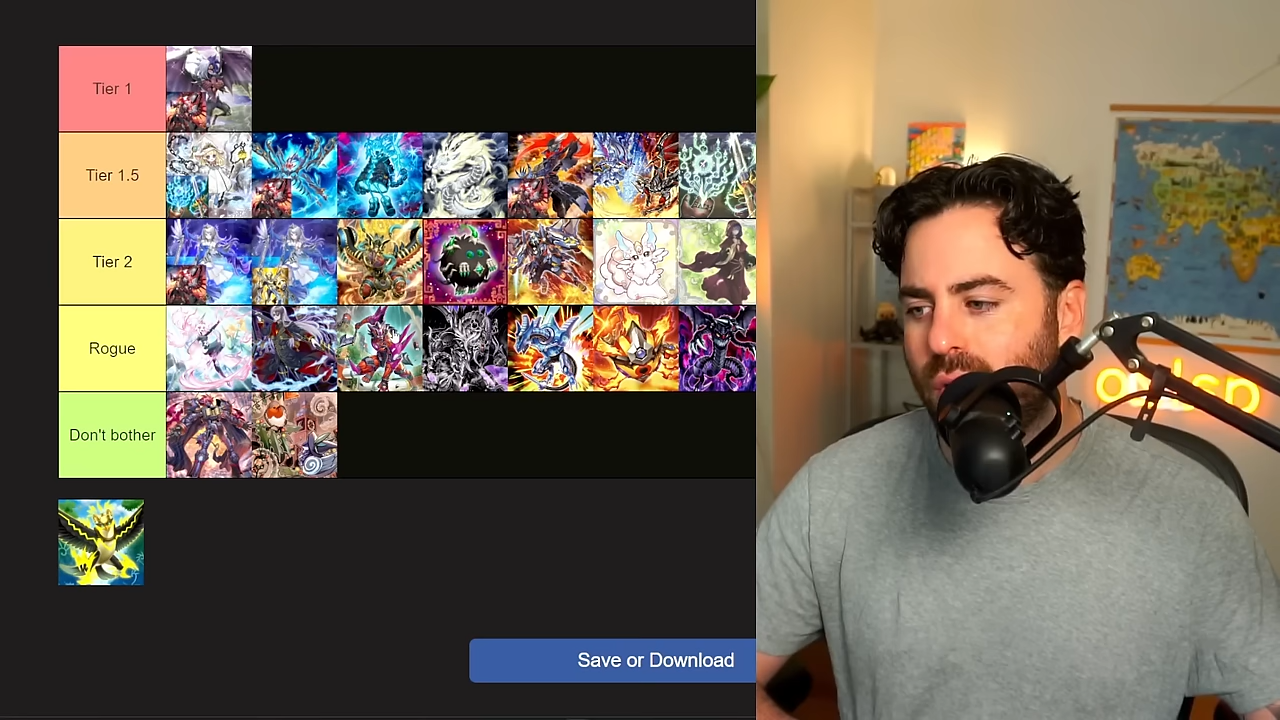 Tier 1
Tier 1.5
Tier 2
Rogue
Don't bother
Save or Download